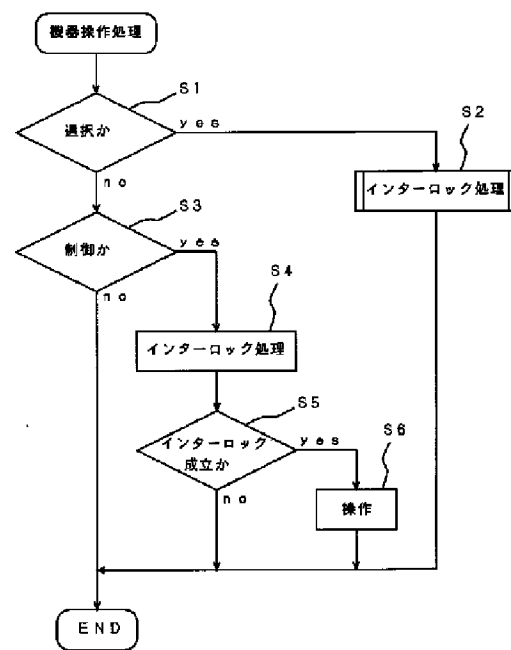 機器操作処理
S1
選択か
yes
S2
インターロック処理
no
S3
制御か
yes
no
S4
インターロック処理
S5
インターロック
成立か
yes
S6
操作
no
END